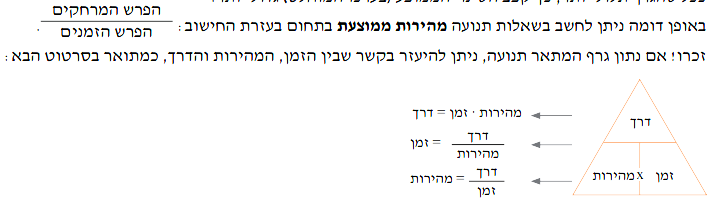 באופן דומה ניתן לחשב בשאלות תנועה מהירות ממוצעת בתחום בעזרת החישוב: הפרש המרחקים / הפרש הזמנים.
זכרו! אם נתון גרף המתאר תנועה, ניתן להיעזר בקשר שבין הזמן, המהירות והדרך, כמתואר בסרטוט הבא:
דרך
מהירות x זמן
מהירות · זמן = דרך
דרך / מהירות = זמן
דרך / זמן = מהירות